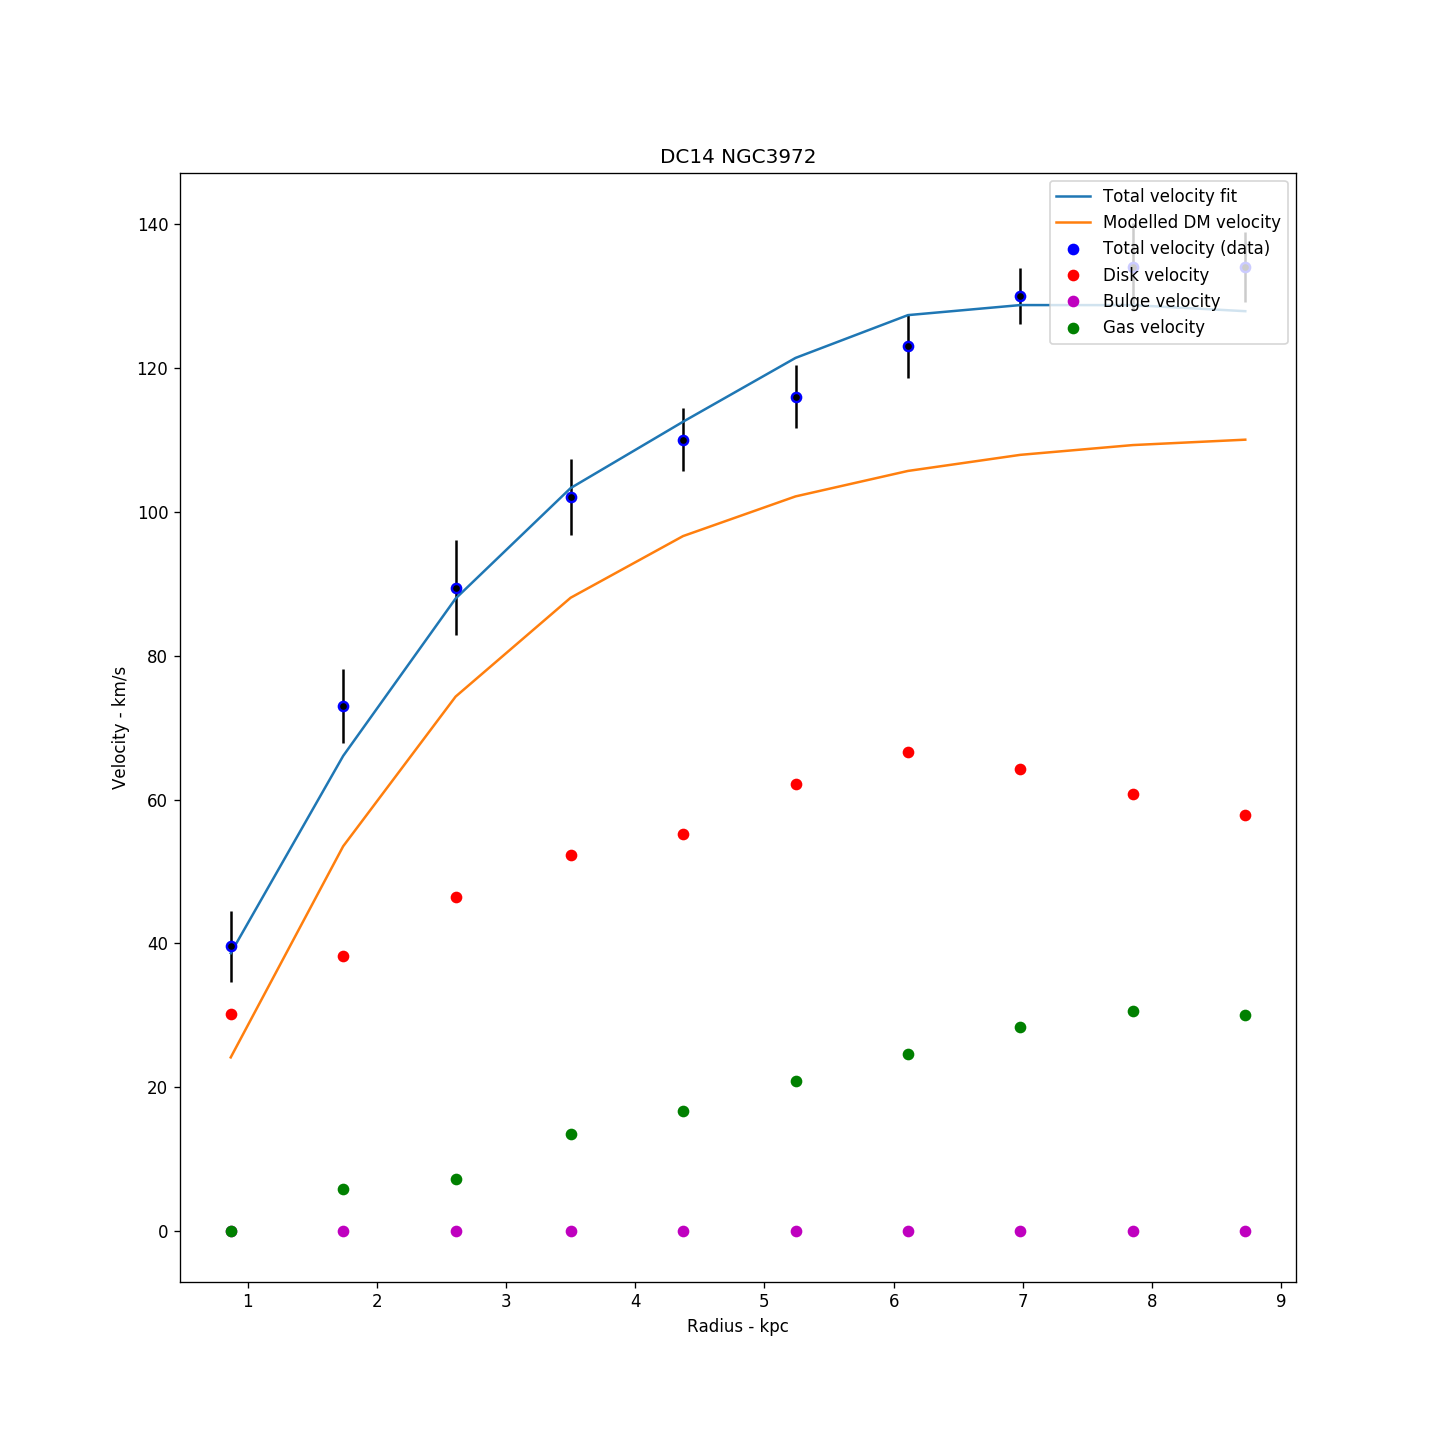 DC14 NGC3972
Total velocity fit
Modelled DM velocity
Total velocity (data)
Disk velocity
Bulge velocity
Gas velocity
140
120
100
80
60
40
20
0
Velocity - km/s
1 2 3 4 5 6 7 8 9
Radius - kpc